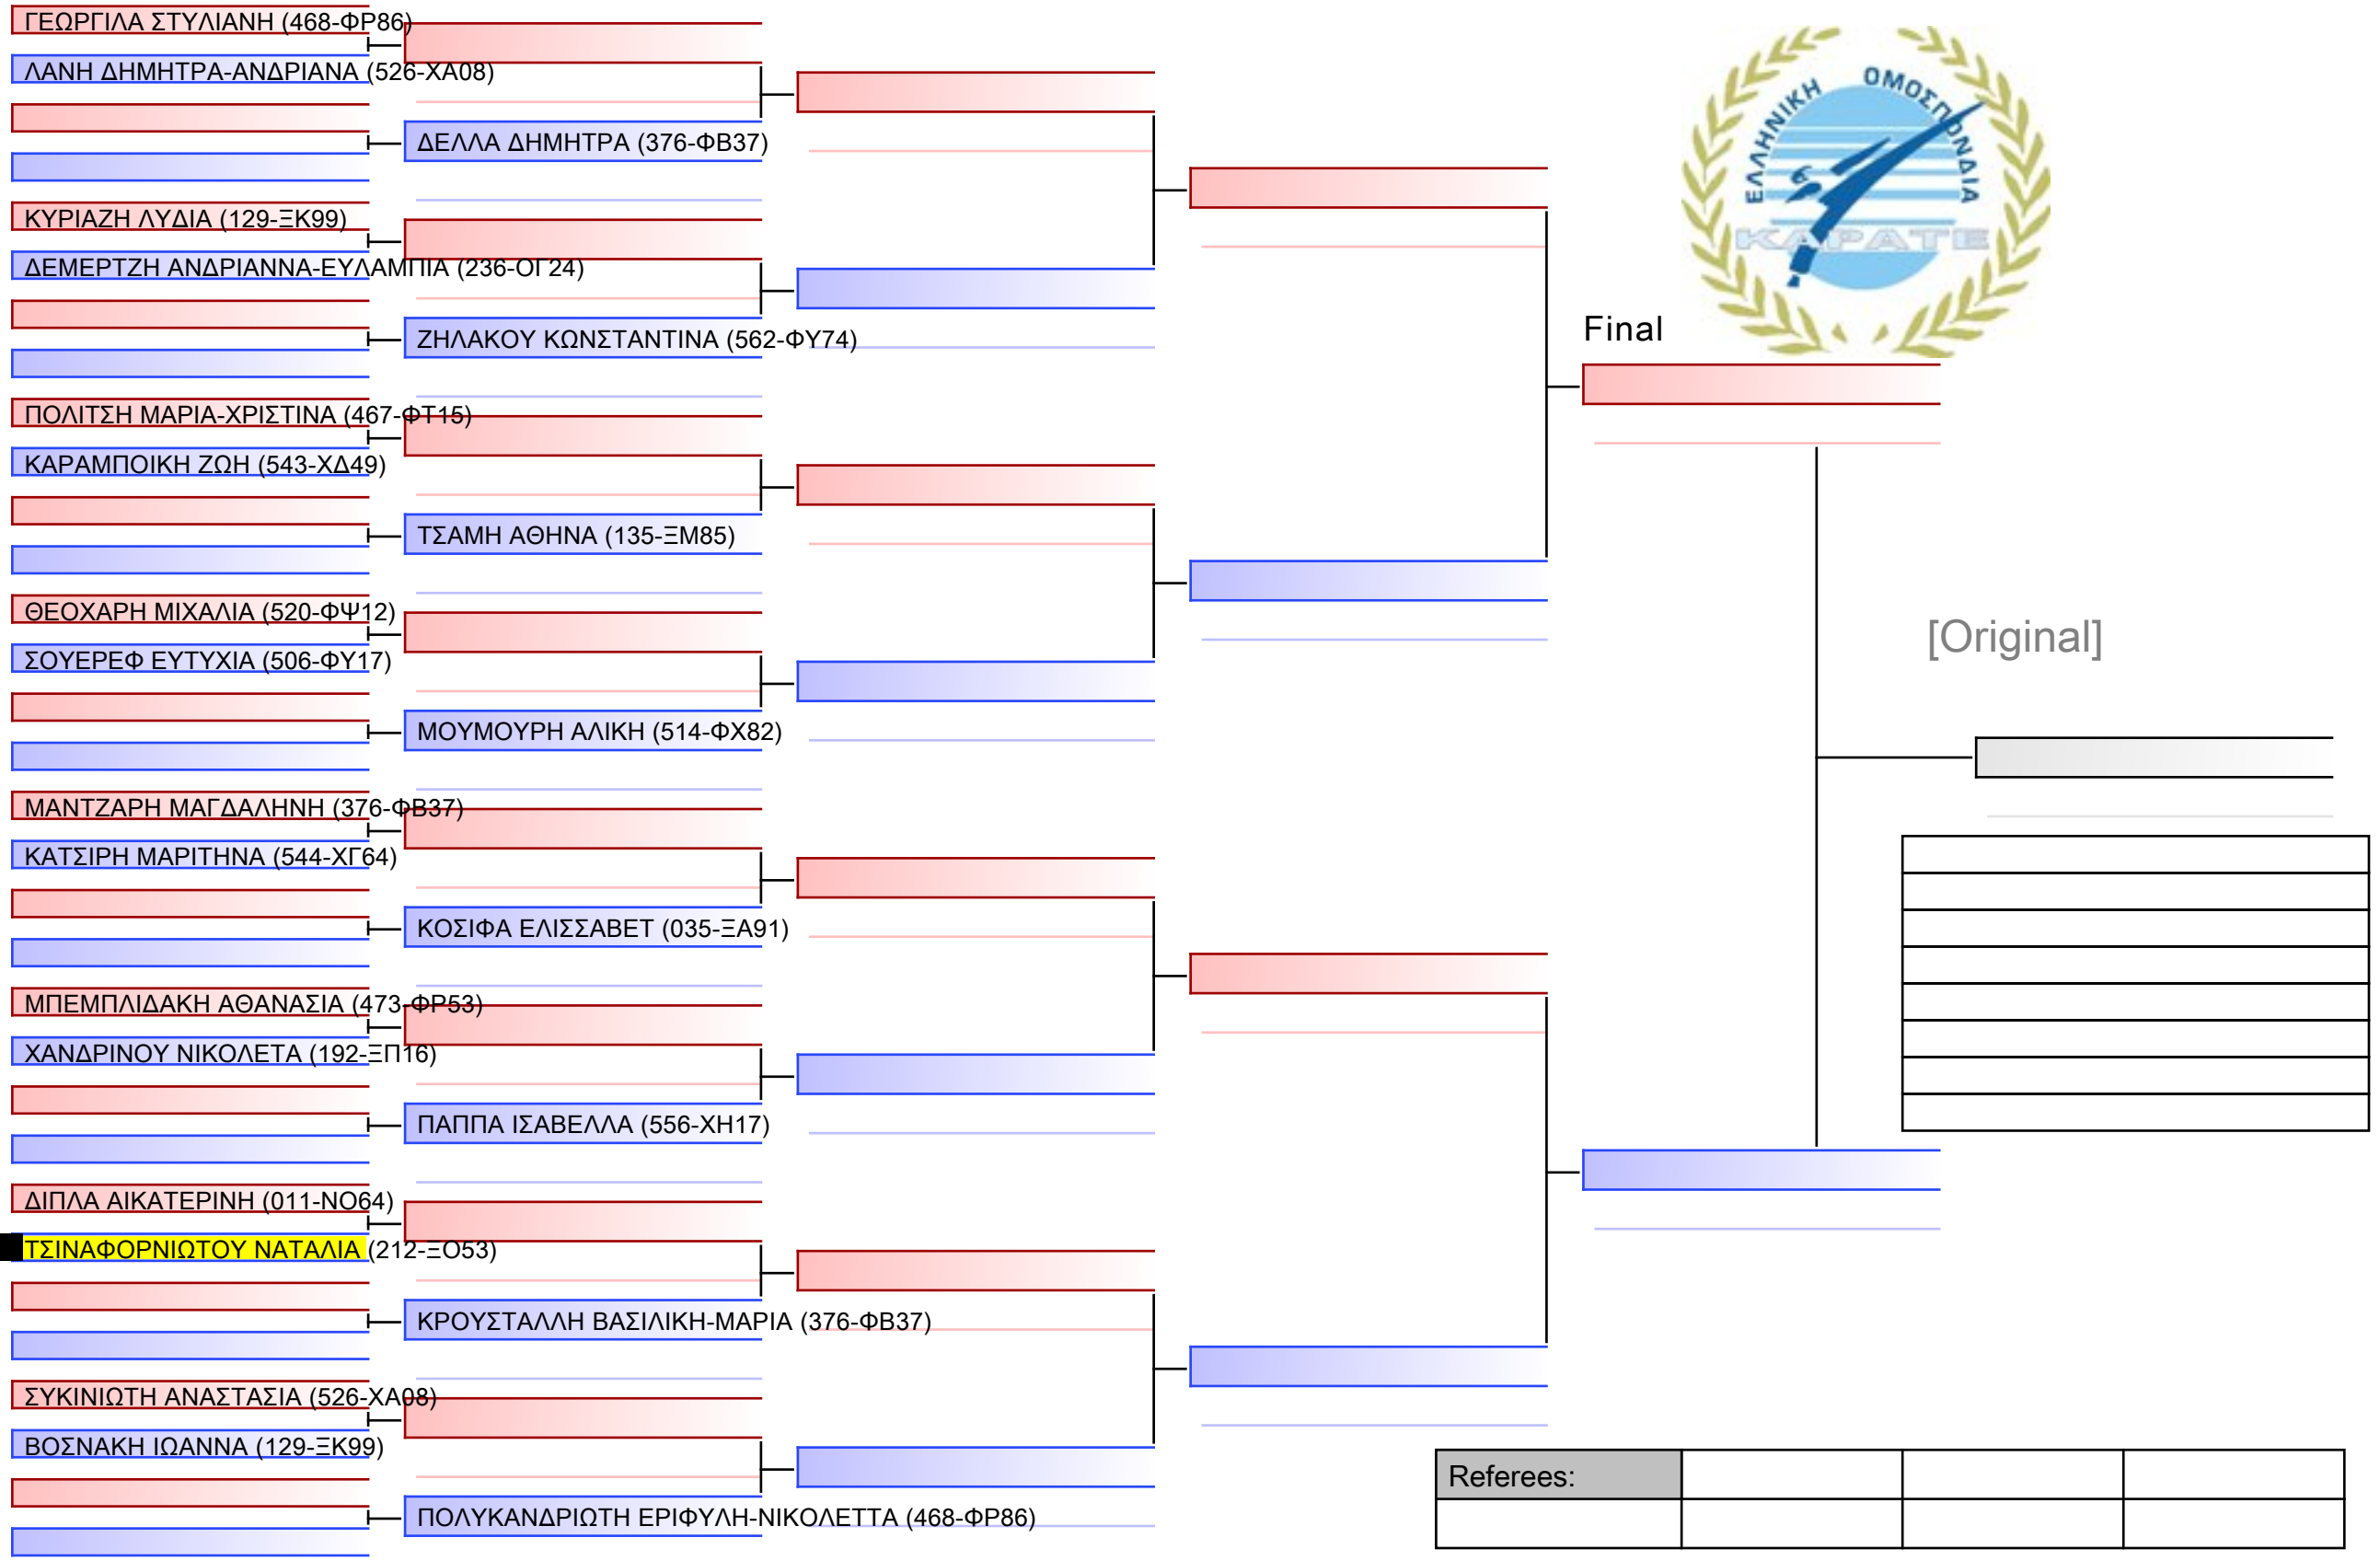 ΓΕΩΡΓΙΛΑ ΣΤΥΛΙΑΝΗ (468-ΦΡ86)
ΛΑΝΗ ΔΗΜΗΤΡΑ-ΑΝΔΡΙΑΝΑ (526-ΧΑ08)
ΔΕΛΛΑ ΔΗΜΗΤΡΑ (376-ΦΒ37)
ΚΥΡΙΑΖΗ ΛΥΔΙΑ (129-ΞΚ99)
ΔΕΜΕΡΤΖΗ ΑΝΔΡΙΑΝΝΑ-ΕΥΛΑΜΠΙΑ (236-ΟΓ24)
ΖΗΛΑΚΟΥ ΚΩΝΣΤΑΝΤΙΝΑ (562-ΦΥ74)
ΠΟΛΙΤΣΗ ΜΑΡΙΑ-ΧΡΙΣΤΙΝΑ (467-ΦΤ15)
ΚΑΡΑΜΠΟΙΚΗ ΖΩΗ (543-ΧΔ49)
ΤΣΑΜΗ ΑΘΗΝΑ (135-ΞΜ85)
ΘΕΟΧΑΡΗ ΜΙΧΑΛΙΑ (520-ΦΨ12)
ΣΟΥΕΡΕΦ ΕΥΤΥΧΙΑ (506-ΦΥ17)
ΜΟΥΜΟΥΡΗ ΑΛΙΚΗ (514-ΦΧ82)
ΜΑΝΤΖΑΡΗ ΜΑΓΔΑΛΗΝΗ (376-ΦΒ37)
ΚΑΤΣΙΡΗ ΜΑΡΙΤΗΝΑ (544-ΧΓ64)
ΚΟΣΙΦΑ ΕΛΙΣΣΑΒΕΤ (035-ΞΑ91)
ΜΠΕΜΠΛΙΔΑΚΗ ΑΘΑΝΑΣΙΑ (473-ΦΡ53)
ΧΑΝΔΡΙΝΟΥ ΝΙΚΟΛΕΤΑ (192-ΞΠ16)
ΠΑΠΠΑ ΙΣΑΒΕΛΛΑ (556-ΧΗ17)
ΔΙΠΛΑ ΑΙΚΑΤΕΡΙΝΗ (011-ΝΟ64)
ΤΣΙΝΑΦΟΡΝΙΩΤΟΥ ΝΑΤΑΛΙΑ (212-ΞΟ53)
ΚΡΟΥΣΤΑΛΛΗ ΒΑΣΙΛΙΚΗ-ΜΑΡΙΑ (376-ΦΒ37)
ΣΥΚΙΝΙΩΤΗ ΑΝΑΣΤΑΣΙΑ (526-ΧΑ08)
ΒΟΣΝΑΚΗ ΙΩΑΝΝΑ (129-ΞΚ99)
ΠΟΛΥΚΑΝΔΡΙΩΤΗ ΕΡΙΦΥΛΗ-ΝΙΚΟΛΕΤΤΑ (468-ΦΡ86)
ΕΛΛΗΝΙΚΗ ΟΜΟΣΠΟΝΔΙΑ
ΚΑΡΑΤΕ
Final
[Original]
Referees: